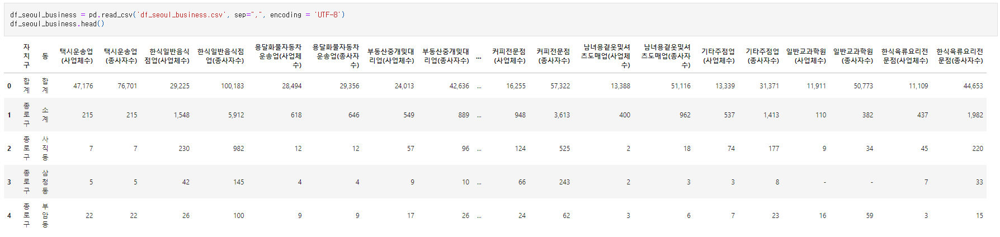 df_seoul_business = pd.read_csv('df_seoul_business.csv', sep=",", encoding = 'UTF-8')
df_seoul_business.head()
자치구 동 택시운송업(사업체수) 택시운송업(종사자수) 한식일반음식점업(사업체수) 한식일반음식점업(종사자수) 용달화물자동차운송업(사업체수) 용달화물자동차운송업(종사자수) 부동산중개및대리업(사업체수) 부동산중개및대리업(종사자수) ... 커피전문점(사업체수) 커피전문점(종사자수) 남녀용겉옷및셔츠도매업(사업체수) 남녀용겉옷및셔츠도매업(종사자수) 기타주점업(사업체수) 기타주점업(종사자수) 일반교과학원(사업체수) 일반교과학원(종사자수) 한식육류요리전문점(사업체수) 한식육류요리전문점(종사자수)
0 합계 합계 47,176 76,701 29,225 100,183 28,494 29,356 24,013 42,636 ... 16,255 57,322 13,388 51,116 13,339 31,371 11,911 50,773 11,109 44,653
1 종로구 소계 215 215 1,548 5,912 618 646 549 889 ... 948 3,613 400 962 537 1,413 110 382 437 1,982
2 종로구 사직동 7 7 230 982 12 12 57 96 ... 124 525 2 18 74 177 9 34 45 220
3 종로구 삼청동 5 5 42 145 4 4 9 10 ... 66 243 2 3 3 8 - - 7 33
4 종로구 부암동 22 22 26 100 9 9 17 26 ... 24 62 3 6 7 23 16 59 3 15